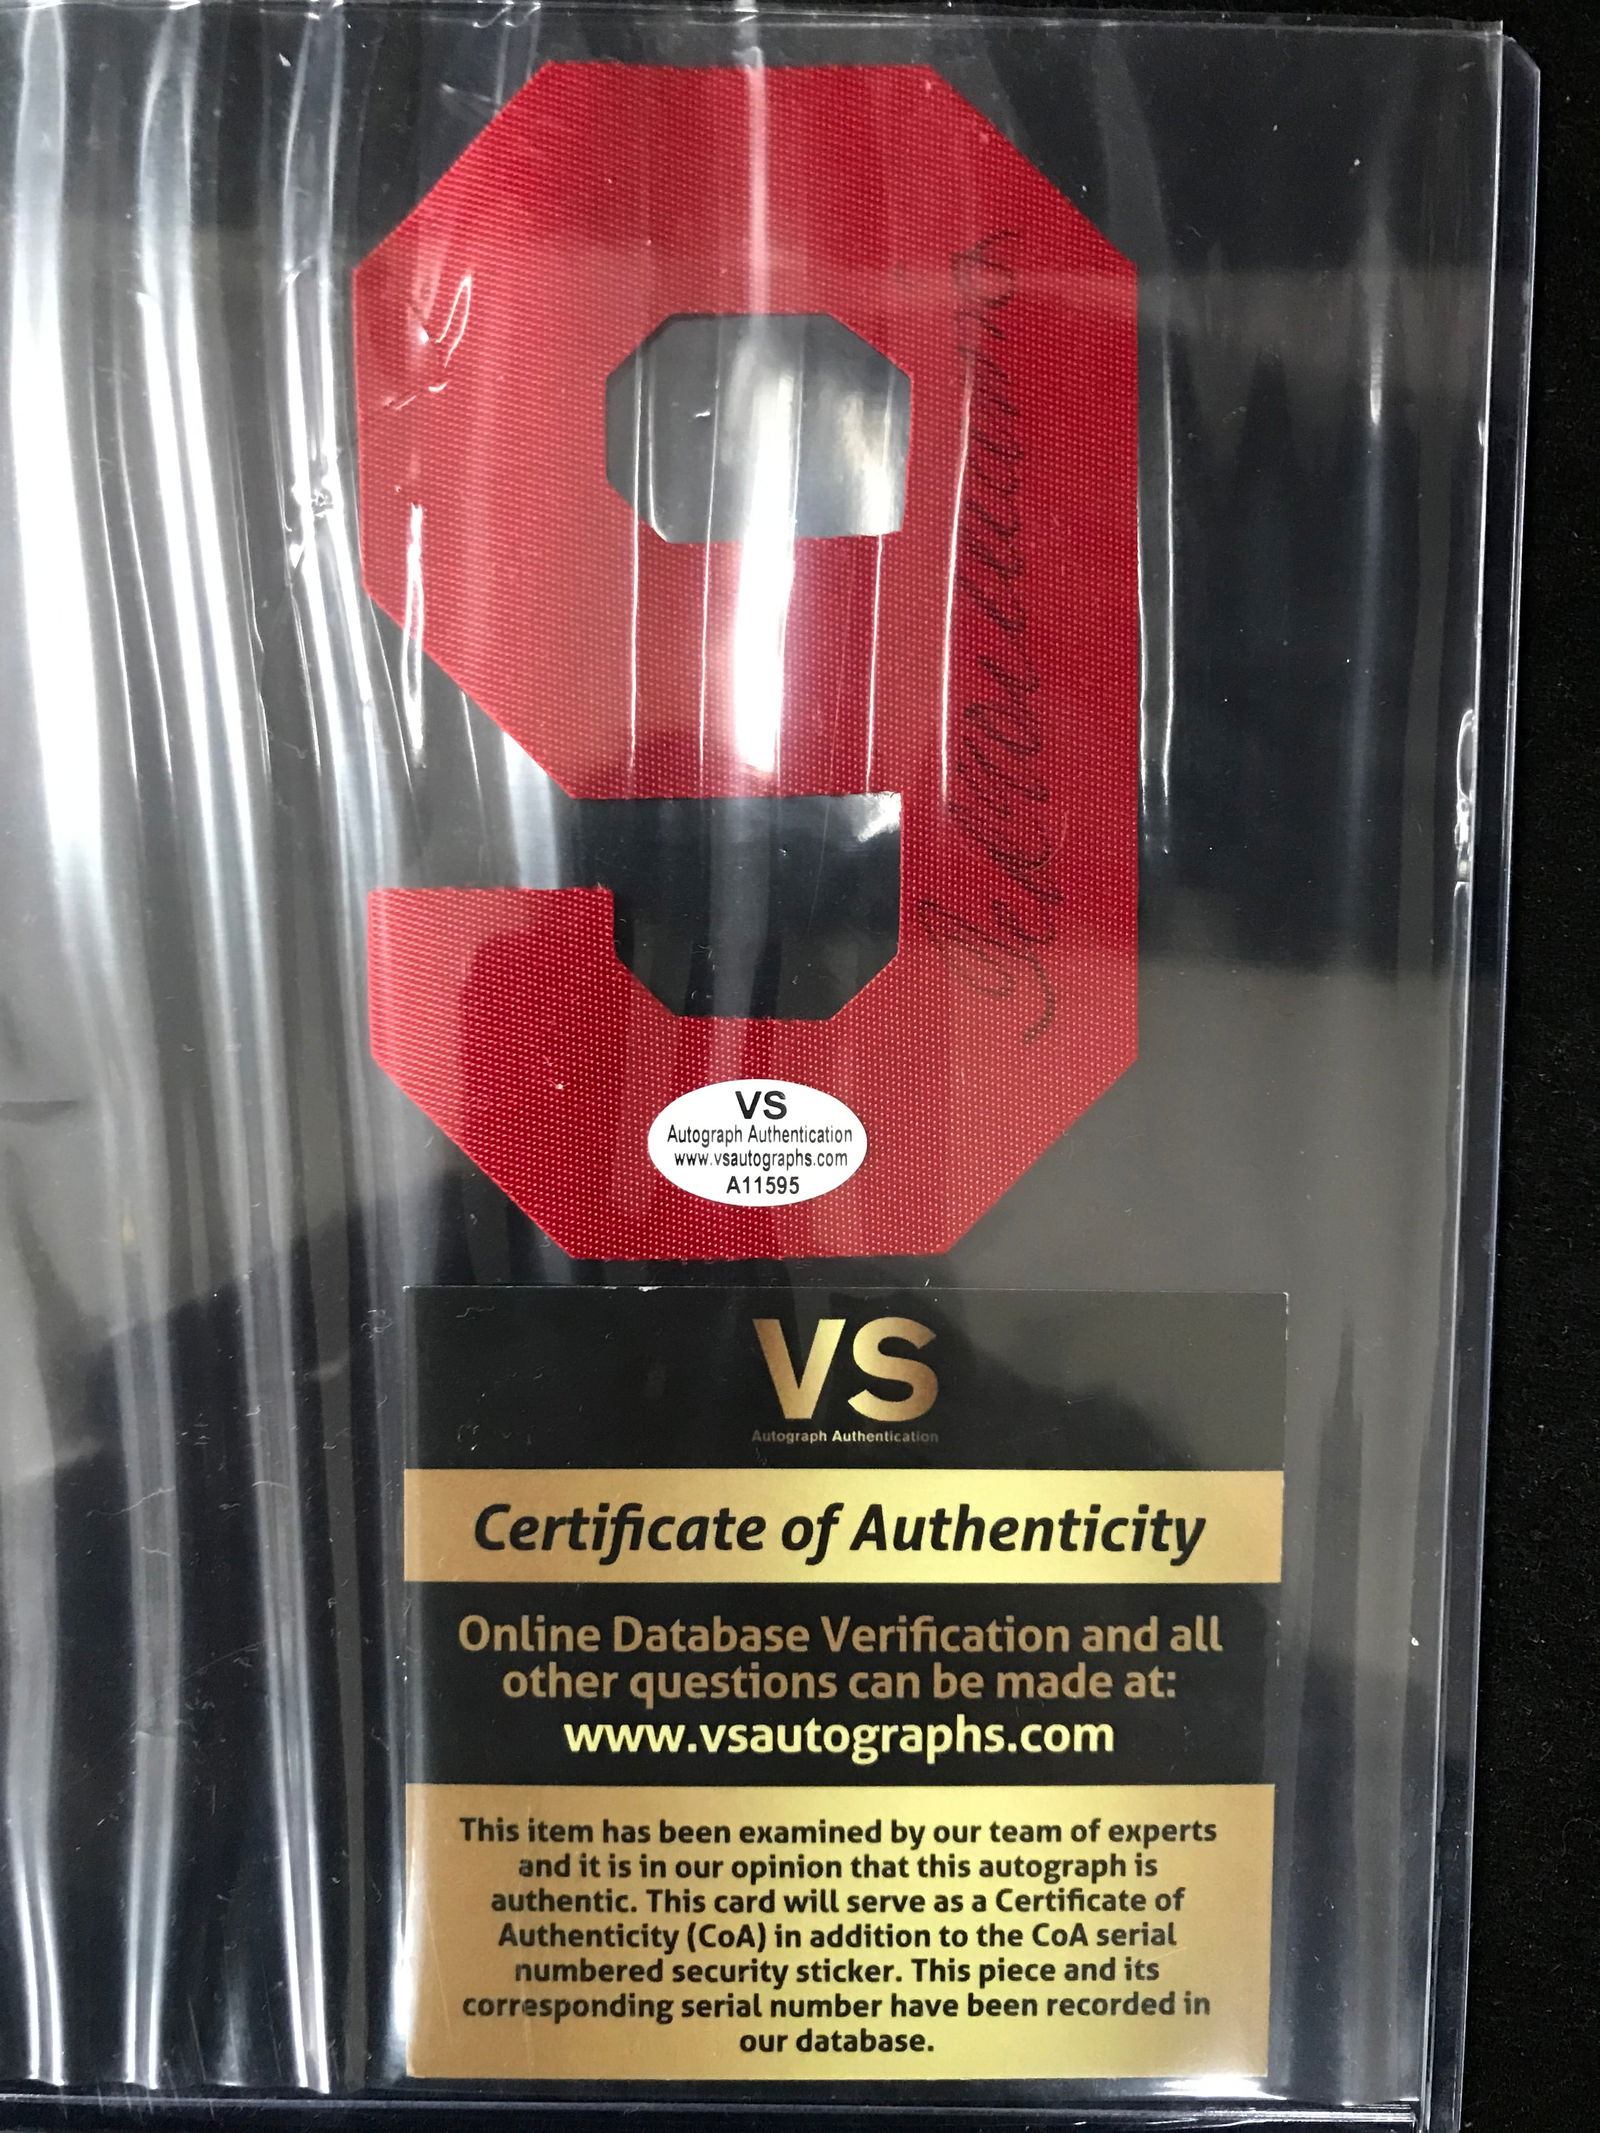 9
VS
Autograph Authentication
www.vsautographs.com
A11595
VS
Autograph Authentication
Certificate of Authenticity
Online Database Verification and all
other questions can be made at:
www.vsautographs.com
This item has been examined by our team of experts
and it is in our opinion that this autograph is
authentic. This card will serve as a Certificate of
Authenticity (CoA) in addition to the CoA serial
numbered security sticker. This piece and its
corresponding serial number have been recorded in
our database.